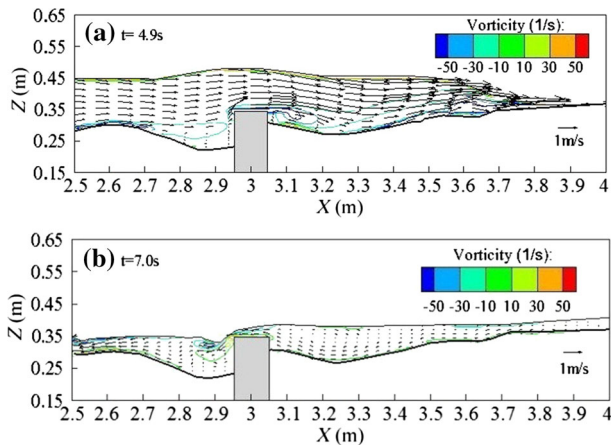 (a) t= 4.9s
Vorticity (1/s):
-50 -30 -10 10 30 50
Z (m)
0.65
0.55
0.45
0.35
0.25
0.15
1m/s
2.5 2.6 2.7 2.8 2.9 3 3.1 3.2 3.3 3.4 3.5 3.6 3.7 3.8 3.9 4
X (m)
(b) t=7.0s
Vorticity (1/s):
-50 -30 -10 10 30 50
Z (m)
0.65
0.55
0.45
0.35
0.25
0.15
1m/s
2.5 2.6 2.7 2.8 2.9 3 3.1 3.2 3.3 3.4 3.5 3.6 3.7 3.8 3.9 4
X (m)